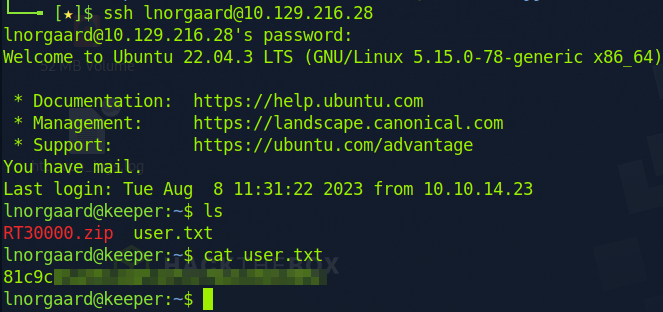 [★]$ ssh lnorgaard@10.129.216.28
lnorgaard@10.129.216.28's password:
Welcome to Ubuntu 22.04.3 LTS (GNU/Linux 5.15.0-78-generic x86_64)
* Documentation:  https://help.ubuntu.com
* Management:     https://landscape.canonical.com
* Support:        https://ubuntu.com/advantage
You have mail.
Last login: Tue Aug  8 11:31:22 2023 from 10.10.14.23
lnorgaard@keeper:~$ ls
RT30000.zip  user.txt
lnorgaard@keeper:~$ cat user.txt
81c9c
lnorgaard@keeper:~$